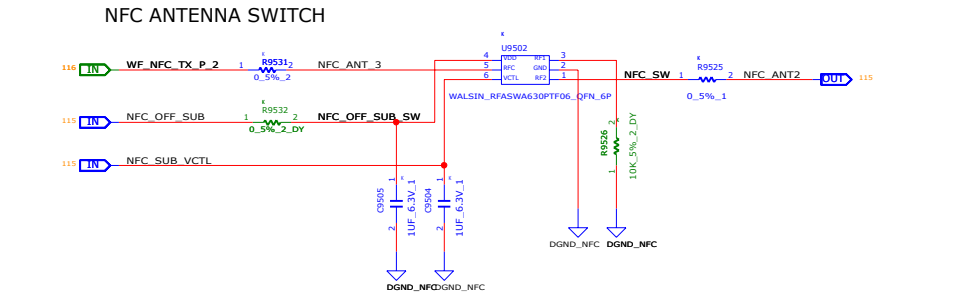 NFC ANTENNA SWITCH
K
U9502
116 IN WF_NFC_TX_P_2 1 K R9531 2 0_5%_2 NFC_ANT_3
4 VDD RF1 3
5 RFC GND 2
6 VCTL RF2 1
WALSIN_RFASWA630PTF06_QFN_6P
NFC_SW 1 K R9525 2 0_5%_1 NFC_ANT2 OUT 115
115 IN NFC_OFF_SUB 1 K R9532 2 0_5%_2_DY NFC_OFF_SUB_SW
2 K R9526 1 10K_5%_2_DY
115 IN NFC_SUB_VCTL
1 K C9505 2 1UF_6.3V_1
1 K C9504 2 1UF_6.3V_1
DGND_NFC DGND_NFC
DGND_NFC DGND_NFC